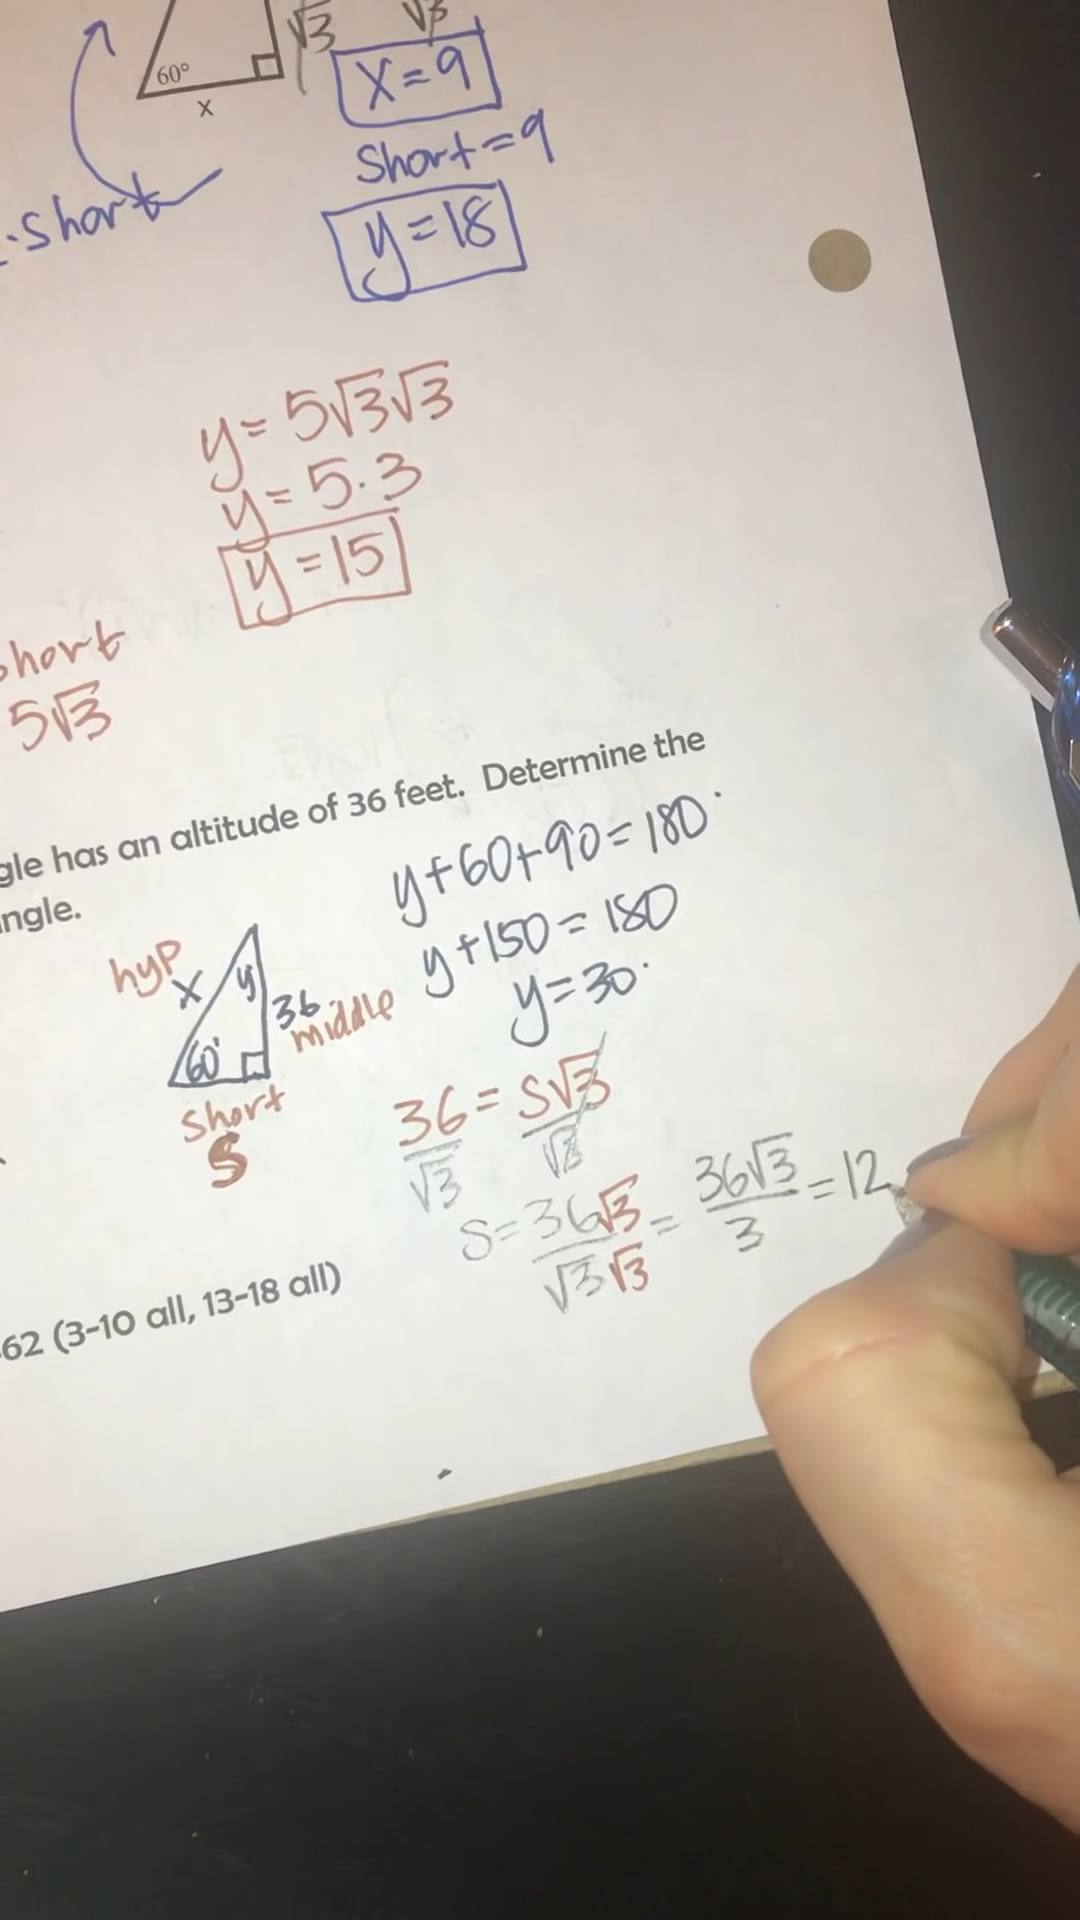 60°
x
√3
√3
x=9
Short=9
·Short
y=18
y=5√3√3
y=5·3
y=15
short
5√3
gle has an altitude of 36 feet. Determine the
ngle.
y+60+90=180°
y+150=180
y=30°
hyp
x
y
36
middle
60°
Short
S
36 = S√3
√3 √3
S= 36√3 = 36√3 = 12
√3√3 3
62 (3-10 all, 13-18 all)